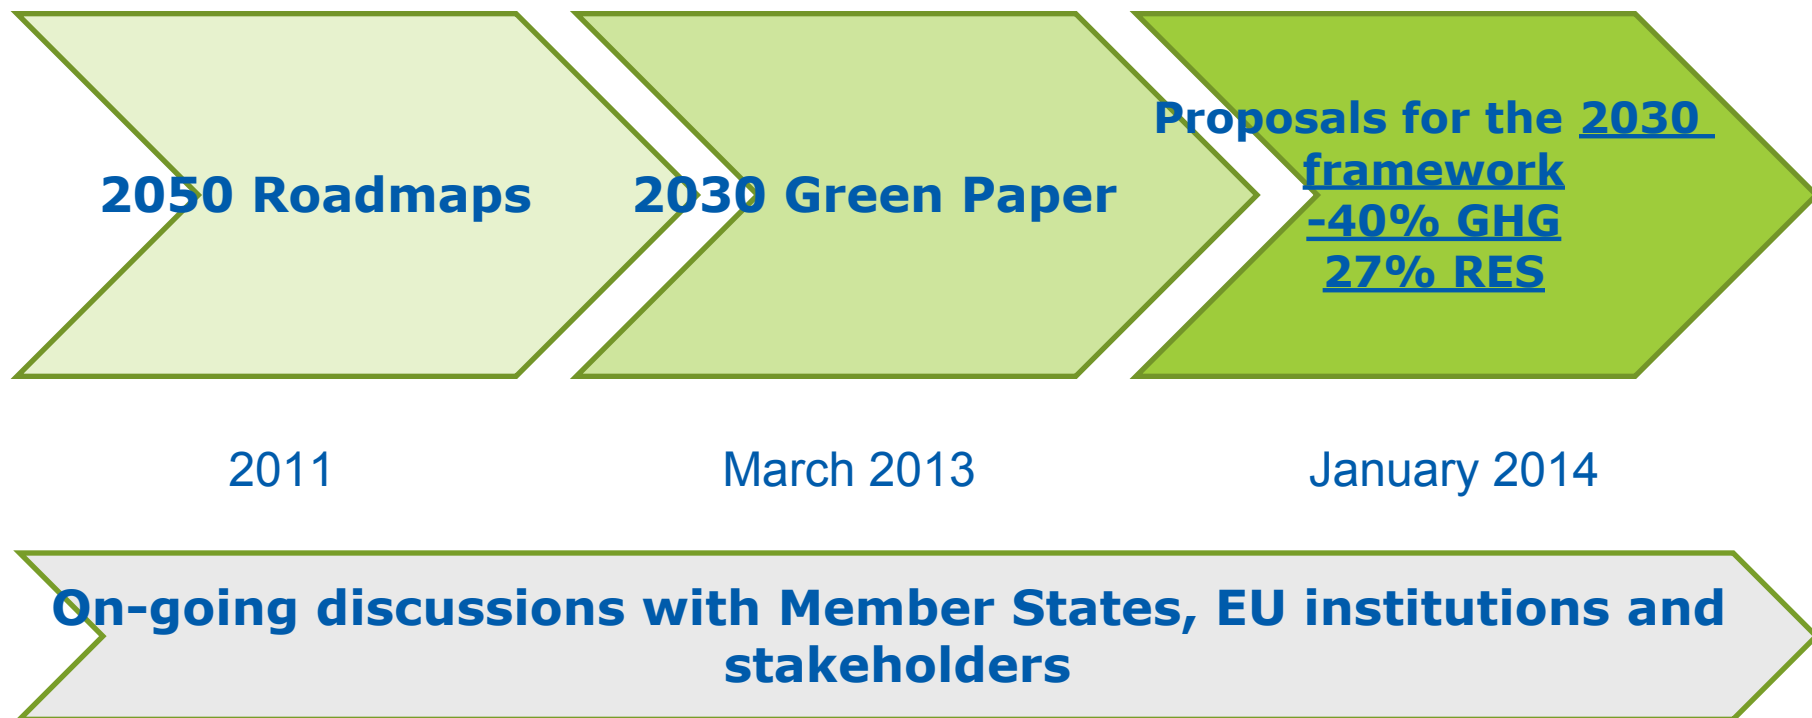 2050 Roadmaps
2030 Green Paper
Proposals for the 2030
framework
-40% GHG
27% RES
2011
March 2013
January 2014
On-going discussions with Member States, EU institutions and
stakeholders